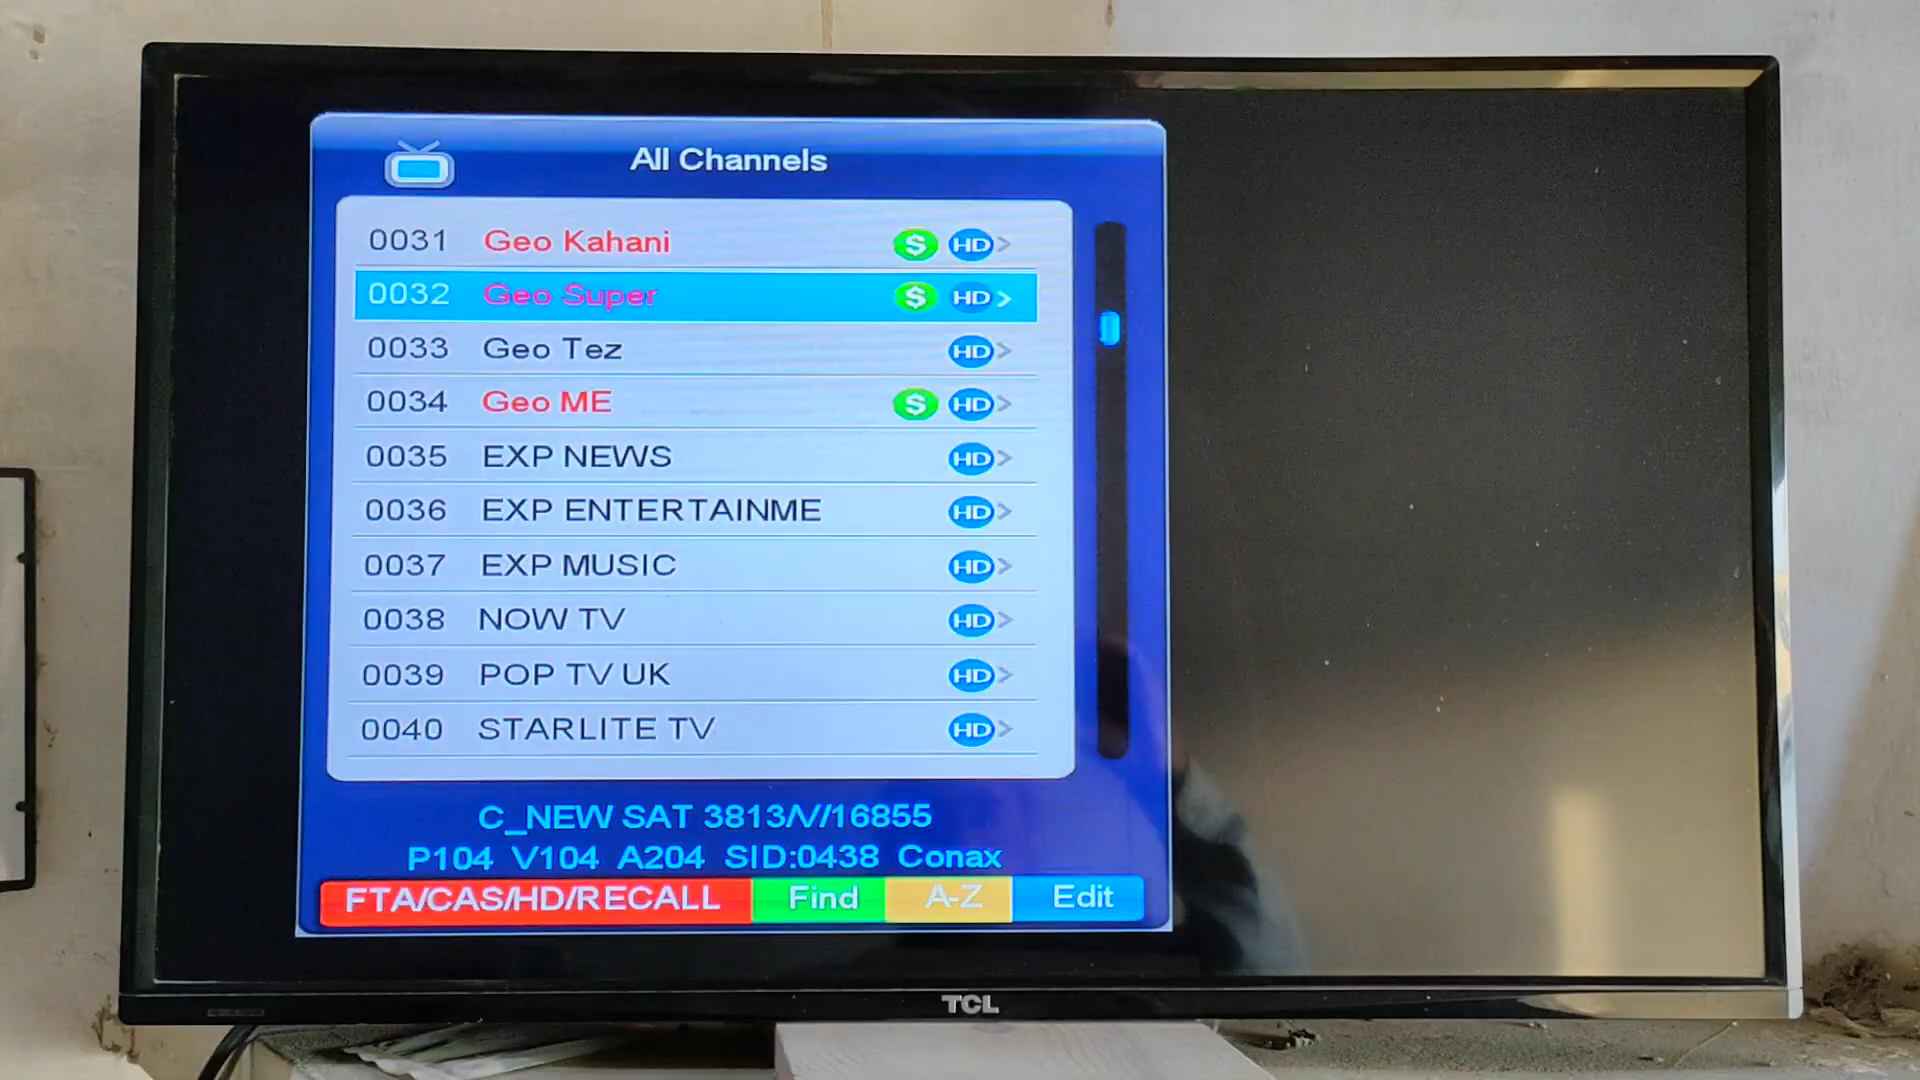 All Channels
0031 Geo Kahani $ HD >
0032 Geo Super $ HD >
0033 Geo Tez HD >
0034 Geo ME $ HD >
0035 EXP NEWS HD >
0036 EXP ENTERTAINME HD >
0037 EXP MUSIC HD >
0038 NOW TV HD >
0039 POP TV UK HD >
0040 STARLITE TV HD >
C_NEW SAT 3813/V/16855
P104 V104 A204 SID:0438 Conax
FTA/CAS/HD/RECALL Find A-Z Edit
TCL